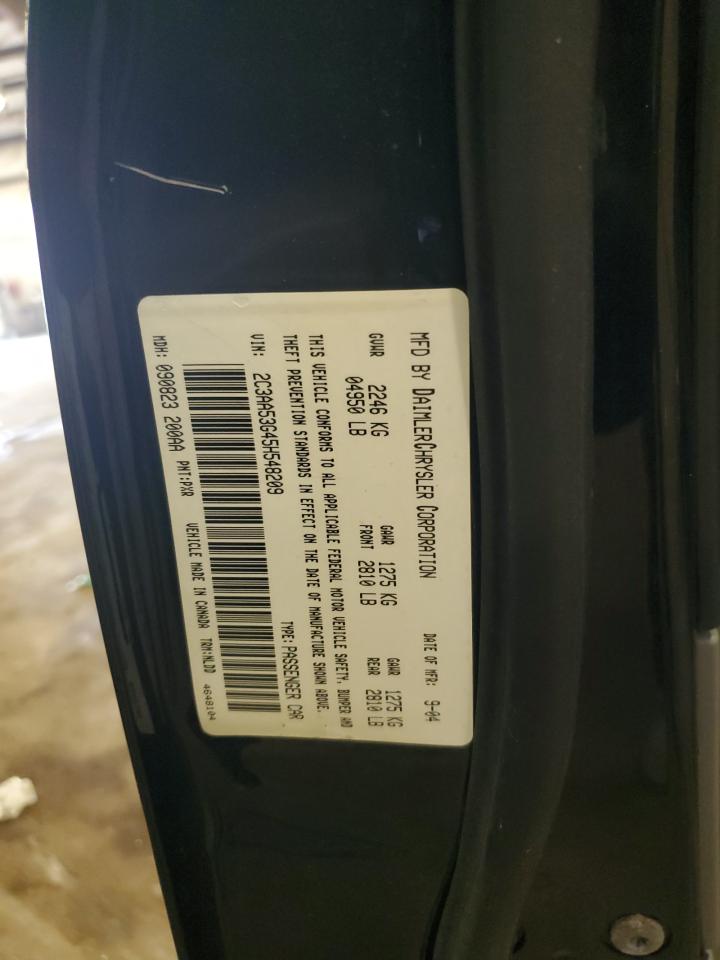 MFD BY DAIMLERCHRYSLER CORPORATION DATE OF MFR: 9-04
GVWR 2246 KG GAWR 1275 KG GAWR 1275 KG
04950 LB FRONT 2810 LB REAR 2810 LB
THIS VEHICLE CONFORMS TO ALL APPLICABLE FEDERAL MOTOR VEHICLE SAFETY, BUMPER AND
THEFT PREVENTION STANDARDS IN EFFECT ON THE DATE OF MANUFACTURE SHOWN ABOVE.
VIN: 2C3AA53G45H548209 TYPE: PASSENGER CAR
MDH: 090823 200AA PNT:PXR VEHICLE MADE IN CANADA TRM:NLDD 4648104